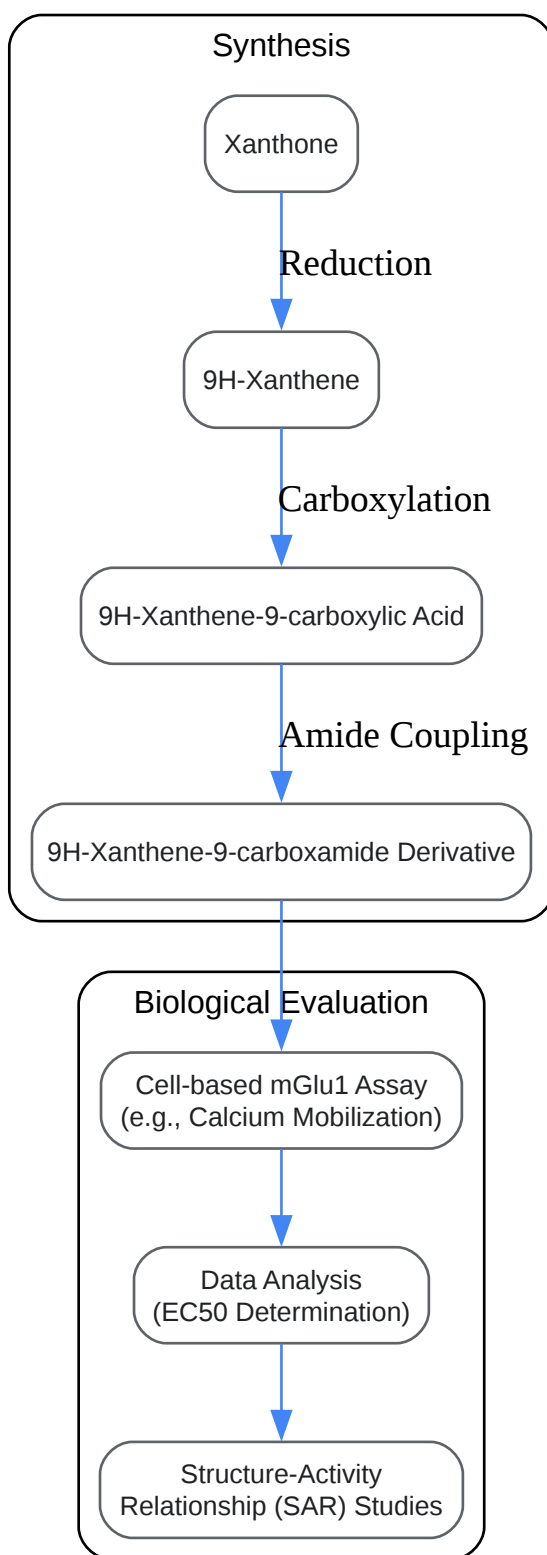 Synthesis
Xanthone
Reduction
9H-Xanthene
Carboxylation
9H-Xanthene-9-carboxylic Acid
Amide Coupling
9H-Xanthene-9-carboxamide Derivative
Biological Evaluation
Cell-based mGlu1 Assay
(e.g., Calcium Mobilization)
Data Analysis
(EC50 Determination)
Structure-Activity
Relationship (SAR) Studies